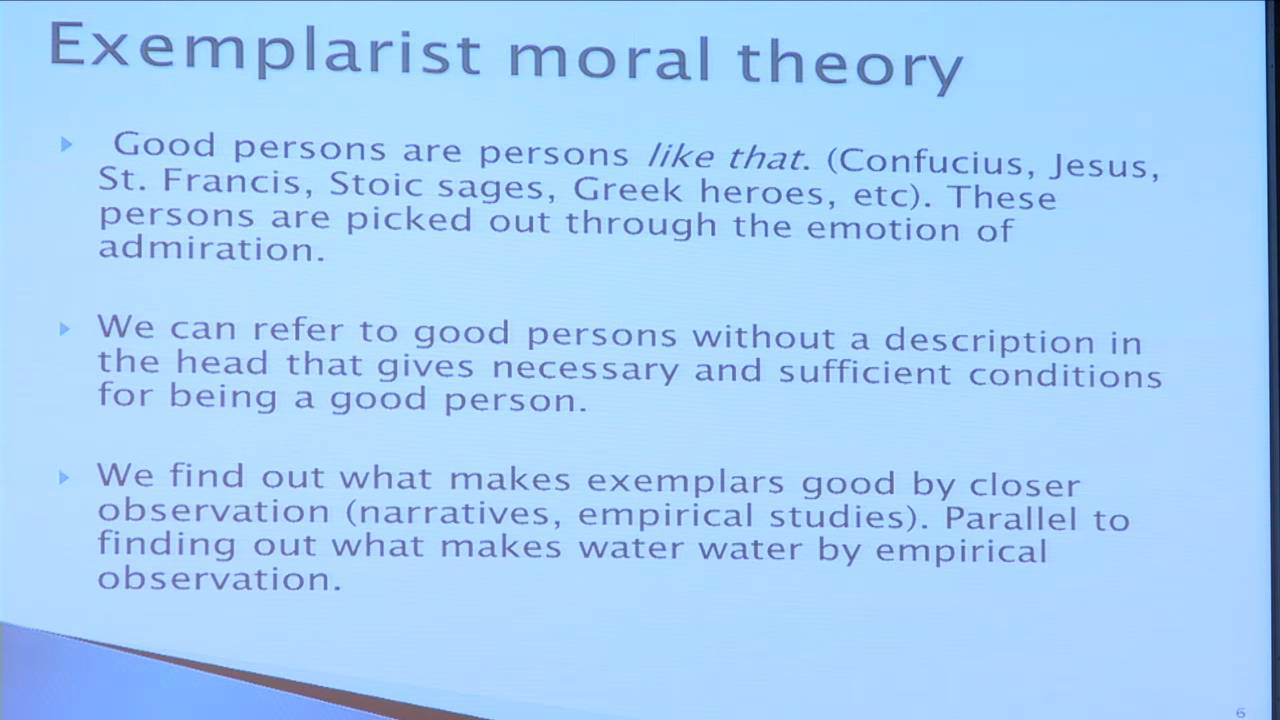 Exemplarist moral theory
Good persons are persons like that. (Confucius, Jesus,
St. Francis, Stoic sages, Greek heroes, etc). These
persons are picked out through the emotion of
admiration.
We can refer to good persons without a description in
the head that gives necessary and sufficient conditions
for being a good person.
We find out what makes exemplars good by closer
observation (narratives, empirical studies). Parallel to
finding out what makes water water by empirical
observation.
6